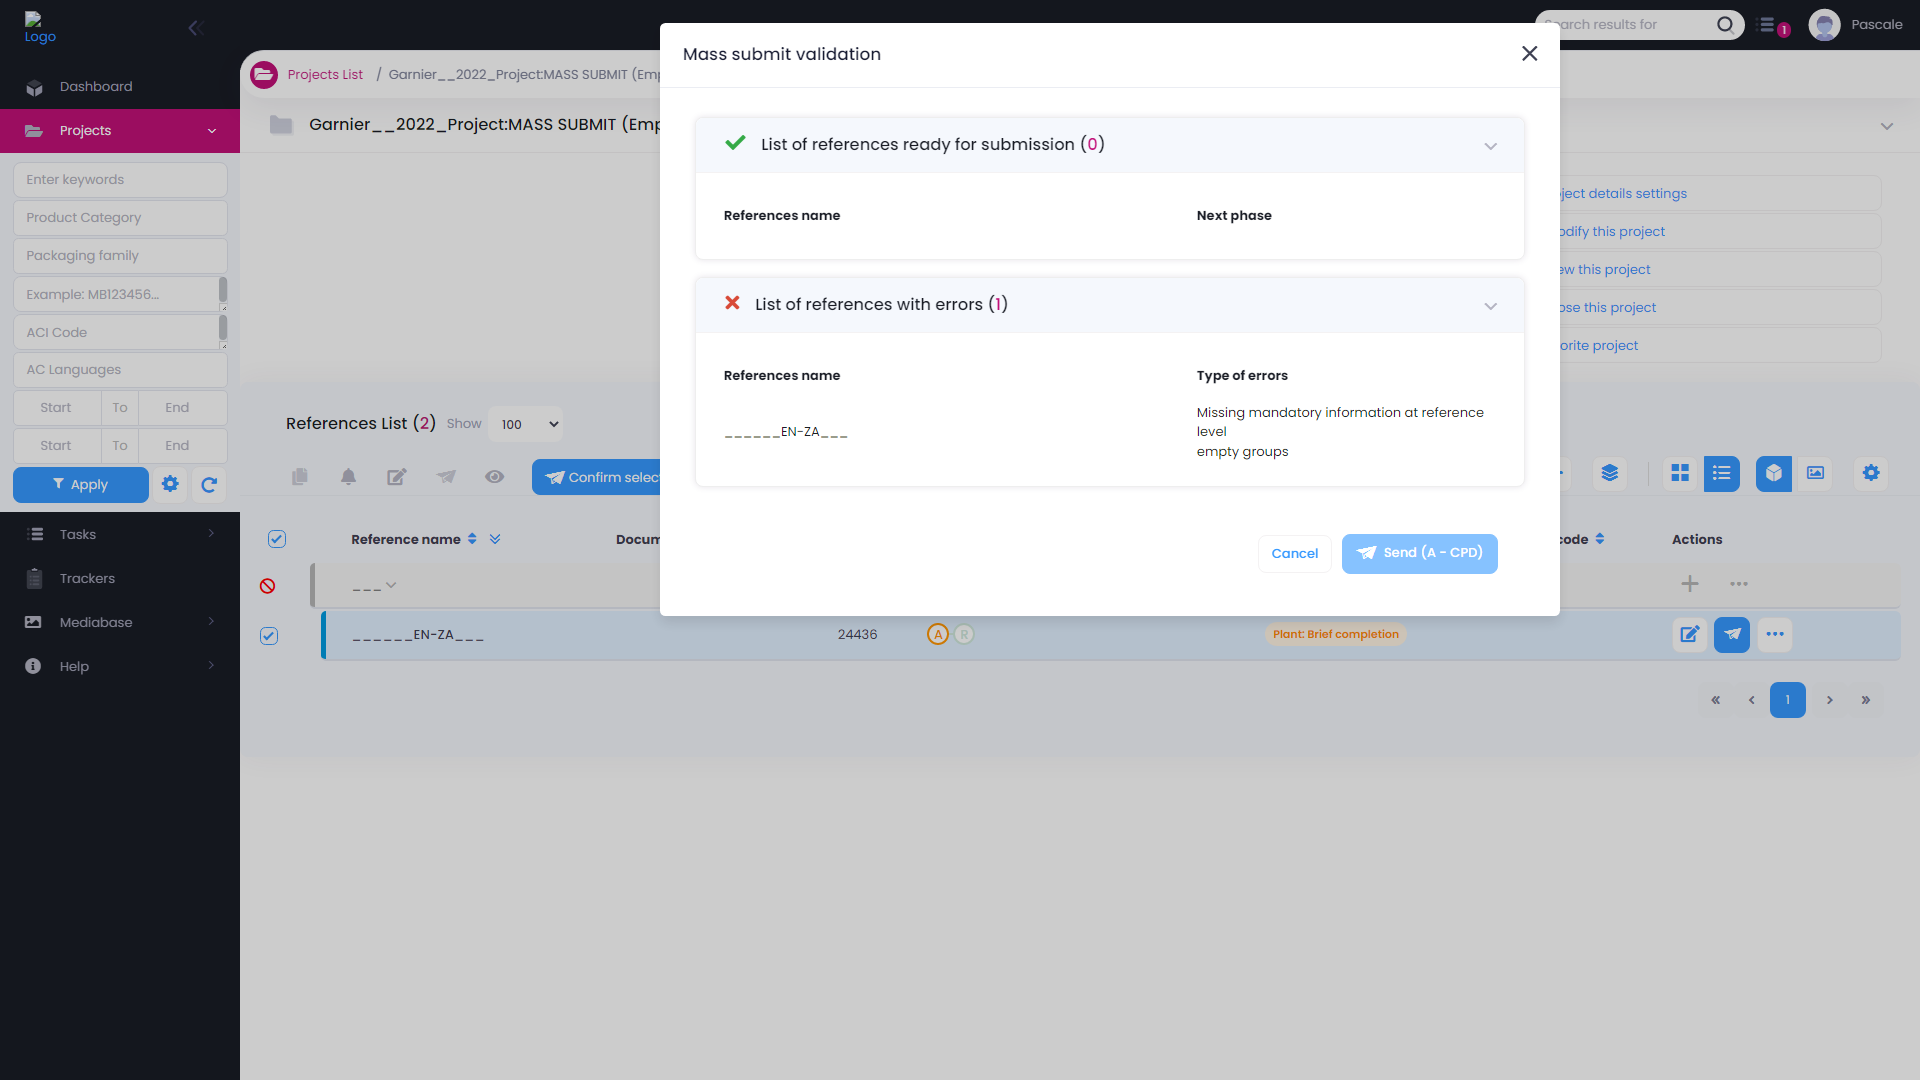 Logo
Dashboard
Projects
Enter keywords
Product Category
Packaging family
Example: MB123456...
ACI Code
AC Languages
Start To End
Start To End
Apply
Tasks
Trackers
Mediabase
Help
Search results for
1
Pascale
Projects List / Garnier__2022_Project:MASS SUBMIT (Emp
Garnier__2022_Project:MASS SUBMIT (Emp
ject details settings
odify this project
ew this project
ose this project
orite project
References List (2) Show 100
Confirm selec
Reference name
Docum
code
Actions
___
______EN-ZA___
24436
A
R
Plant: Brief completion
« ‹ 1 › »
Mass submit validation
List of references ready for submission (0)
References name Next phase
List of references with errors (1)
References name Type of errors
______EN-ZA___
Missing mandatory information at reference
level
empty groups
Cancel
Send (A - CPD)